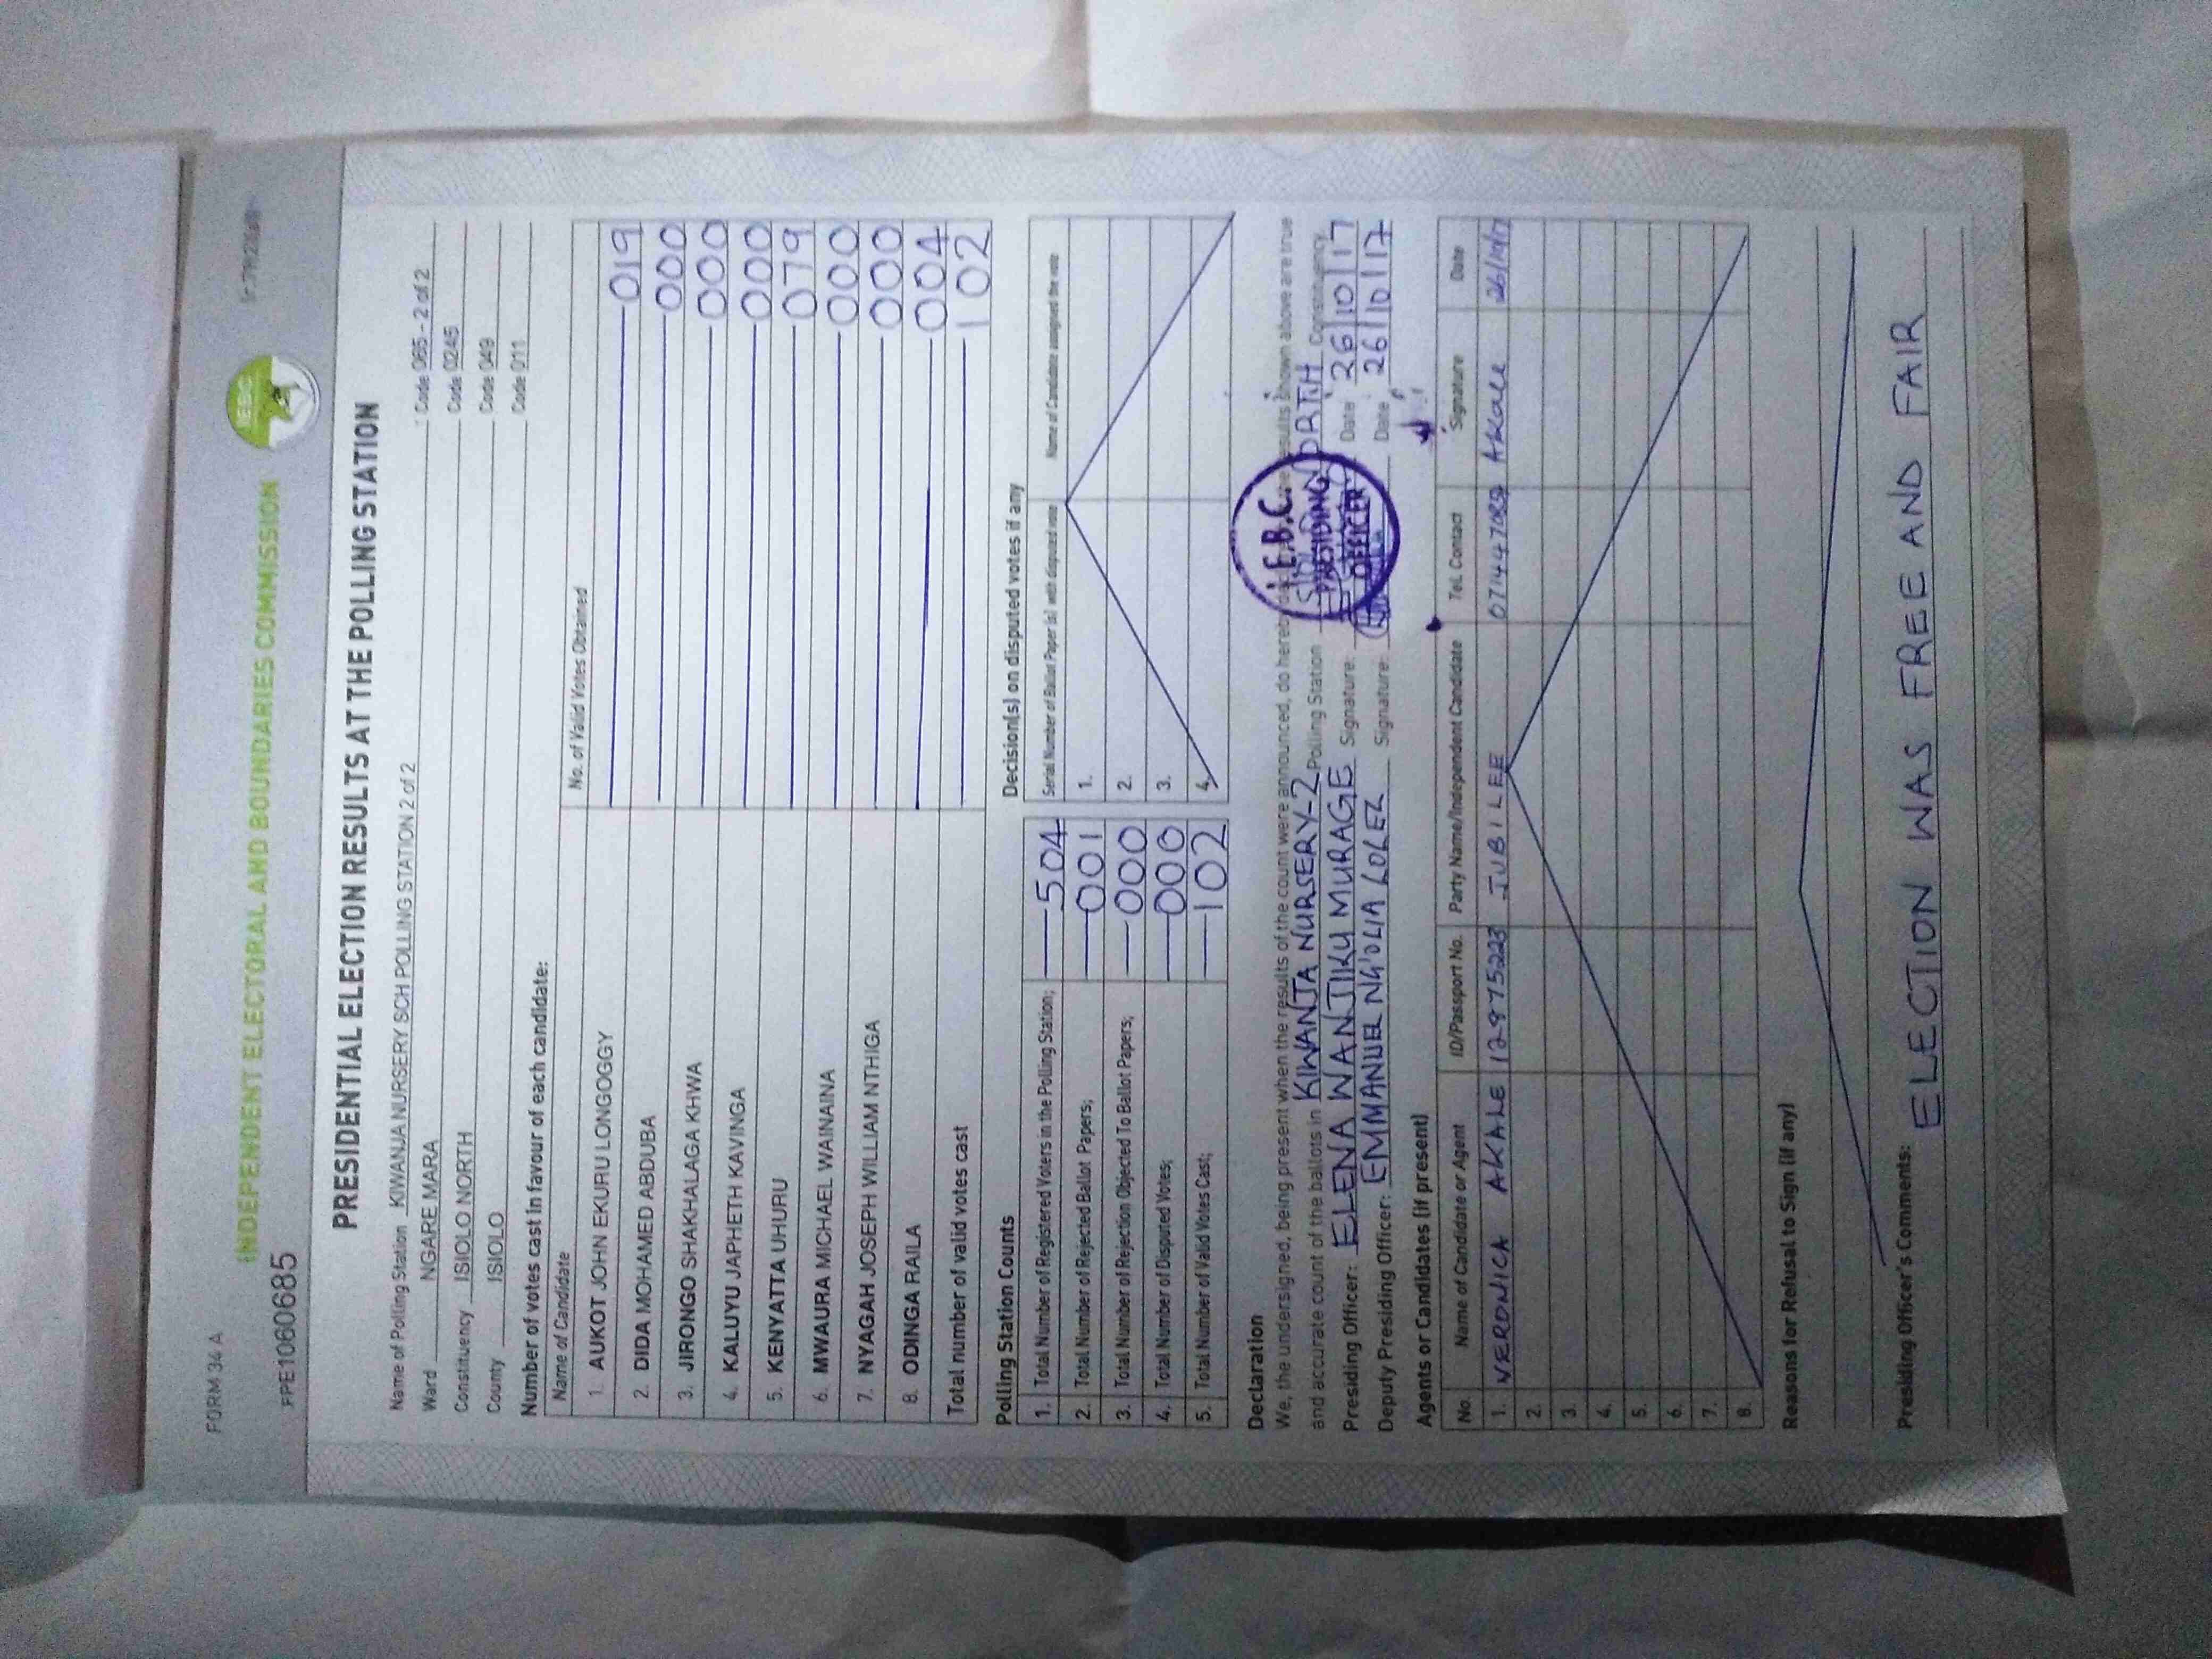 FORM 34 A
INDEPENDENT ELECTORAL AND BOUNDARIES COMMISSION
IEBC
FPE1060685
PRESIDENTIAL ELECTION RESULTS AT THE POLLING STATION
Name of Polling Station KIWANJA NURSERY SCH POLLING STATION 2 of 2 Code 065 - 2 of 2
Ward NGARE MARA Code 0245
Constituency ISIOLO NORTH Code 049
County ISIOLO Code 011
Number of votes cast in favour of each candidate:
Name of Candidate No. of Valid Votes Obtained
1. AUKOT JOHN EKURU LONGOGGY 019
2. DIDA MOHAMED ABDUBA 000
3. JIRONGO SHAKHALAGA KHWA 000
4. KALUYU JAPHETH KAVINGA 000
5. KENYATTA UHURU 079
6. MWAURA MICHAEL WAINAINA 000
7. NYAGAH JOSEPH WILLIAM NTHIGA 000
8. ODINGA RAILA 004
Total number of valid votes cast 102
Polling Station Counts
1. Total Number of Registered Voters in the Polling Station; 504
2. Total Number of Rejected Ballot Papers; 001
3. Total Number of Rejection Objected To Ballot Papers; 000
4. Total Number of Disputed Votes; 000
5. Total Number of Valid Votes Cast; 102
Decision(s) on disputed votes if any
Serial Number of Ballot Paper (s) with disputed vote Name of Candidate assigned the vote
1.
2.
3.
4.
Declaration
We, the undersigned, being present when the results of the count were announced, do hereby results shown above are true
and accurate count of the ballots in KIWANJA NURSERY-2 Polling Station NORTH Constituency.
Presiding Officer: ELENA WANJIKU MURAGE Signature: Date 26/10/17
Deputy Presiding Officer: EMMANUEL NG'OLIA LOLEZ Signature: Date 26/10/17
I.E.B.C.
PRESIDING
OFFICER
Agents or Candidates (if present)
No. Name of Candidate or Agent ID/Passport No. Party Name/Independent Candidate Tel. Contact Signature Date
1. VERONICA AKALE 12975223 JUBILEE 0714447089 Akale 26/10/17
2.
3.
4.
5.
6.
7.
8.
Reasons for Refusal to Sign (if any)
Presiding Officer's Comments:
ELECTION WAS FREE AND FAIR